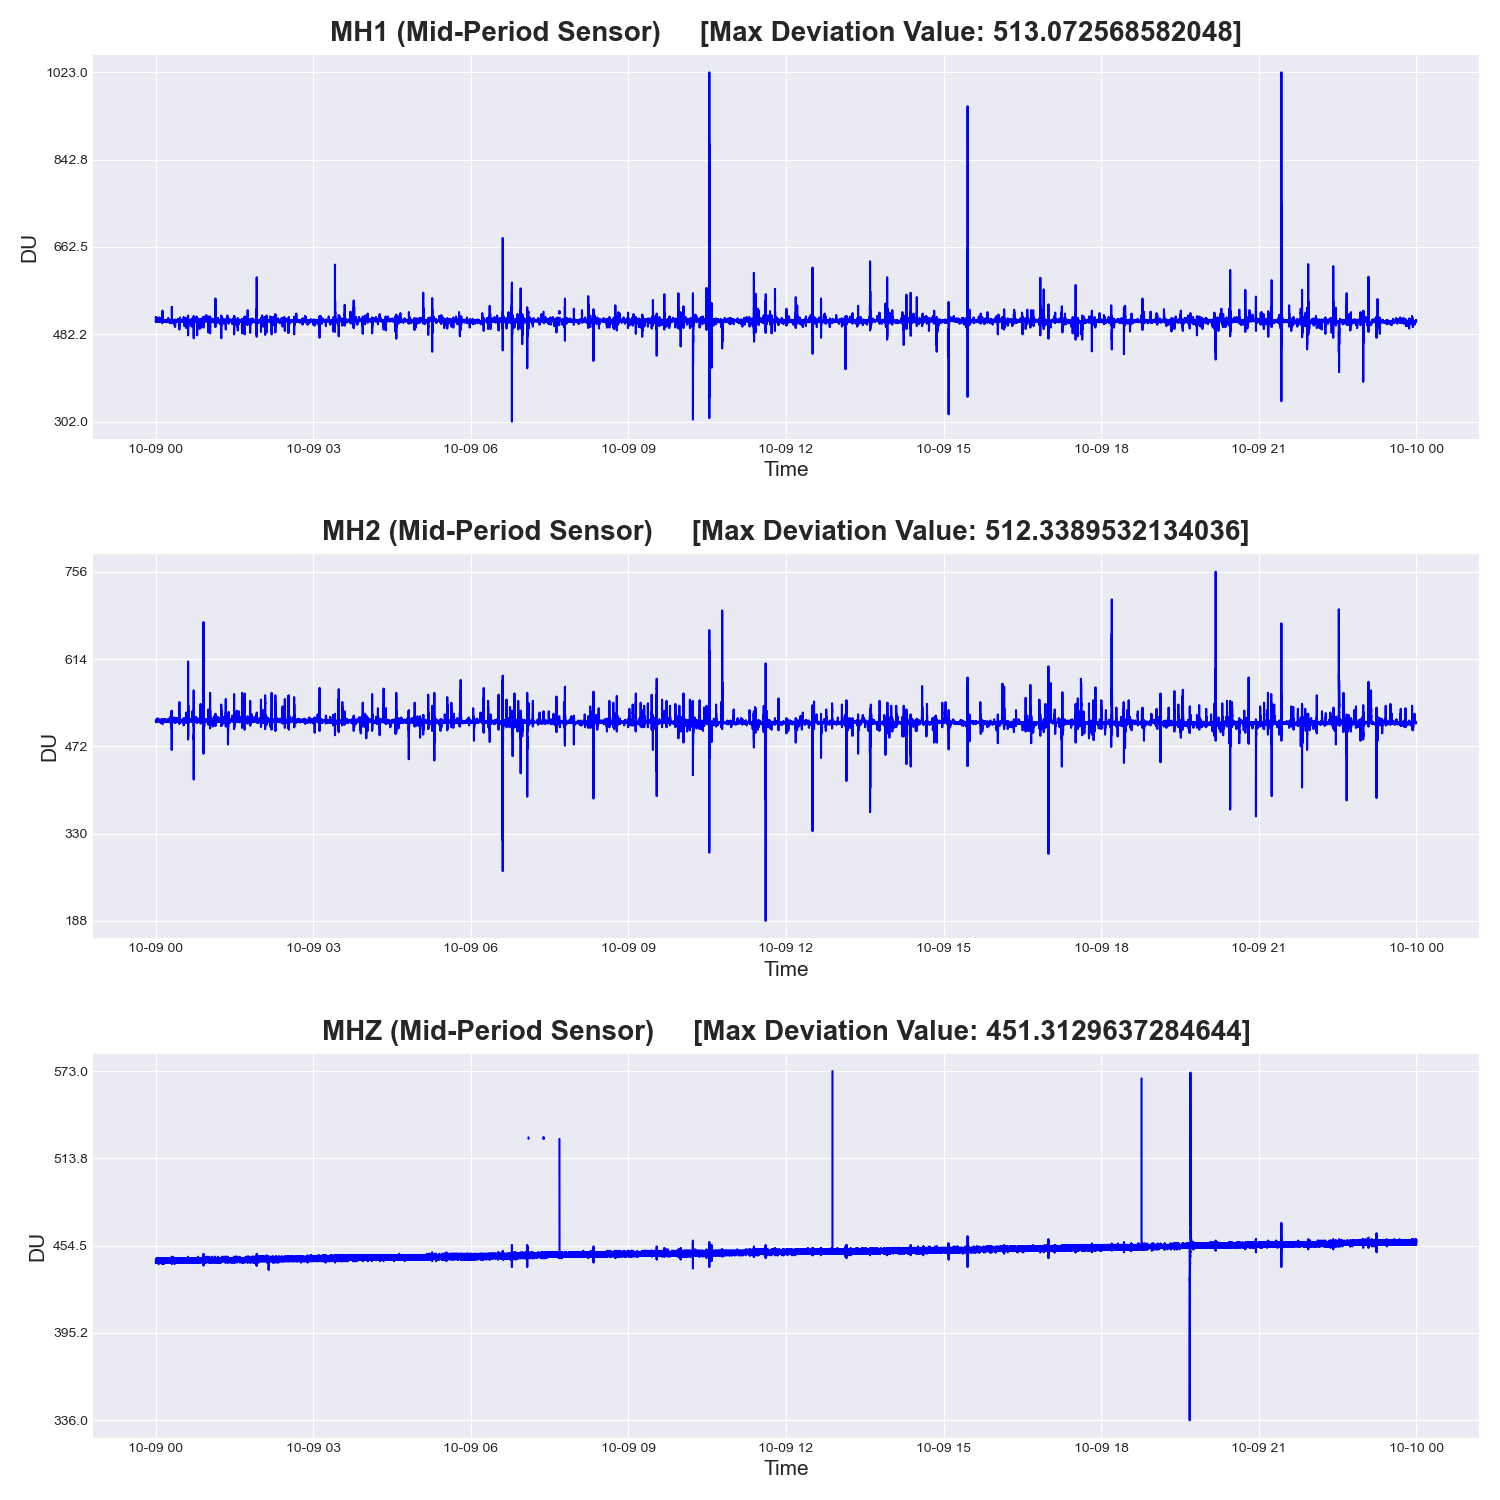 MH1 (Mid-Period Sensor) [Max Deviation Value: 513.072568582048]
DU
1023.0
842.8
662.5
482.2
302.0
10-09 00 10-09 03 10-09 06 10-09 09 10-09 12 10-09 15 10-09 18 10-09 21 10-10 00
Time
MH2 (Mid-Period Sensor) [Max Deviation Value: 512.3389532134036]
DU
756
614
472
330
188
10-09 00 10-09 03 10-09 06 10-09 09 10-09 12 10-09 15 10-09 18 10-09 21 10-10 00
Time
MHZ (Mid-Period Sensor) [Max Deviation Value: 451.3129637284644]
DU
573.0
513.8
454.5
395.2
336.0
10-09 00 10-09 03 10-09 06 10-09 09 10-09 12 10-09 15 10-09 18 10-09 21 10-10 00
Time